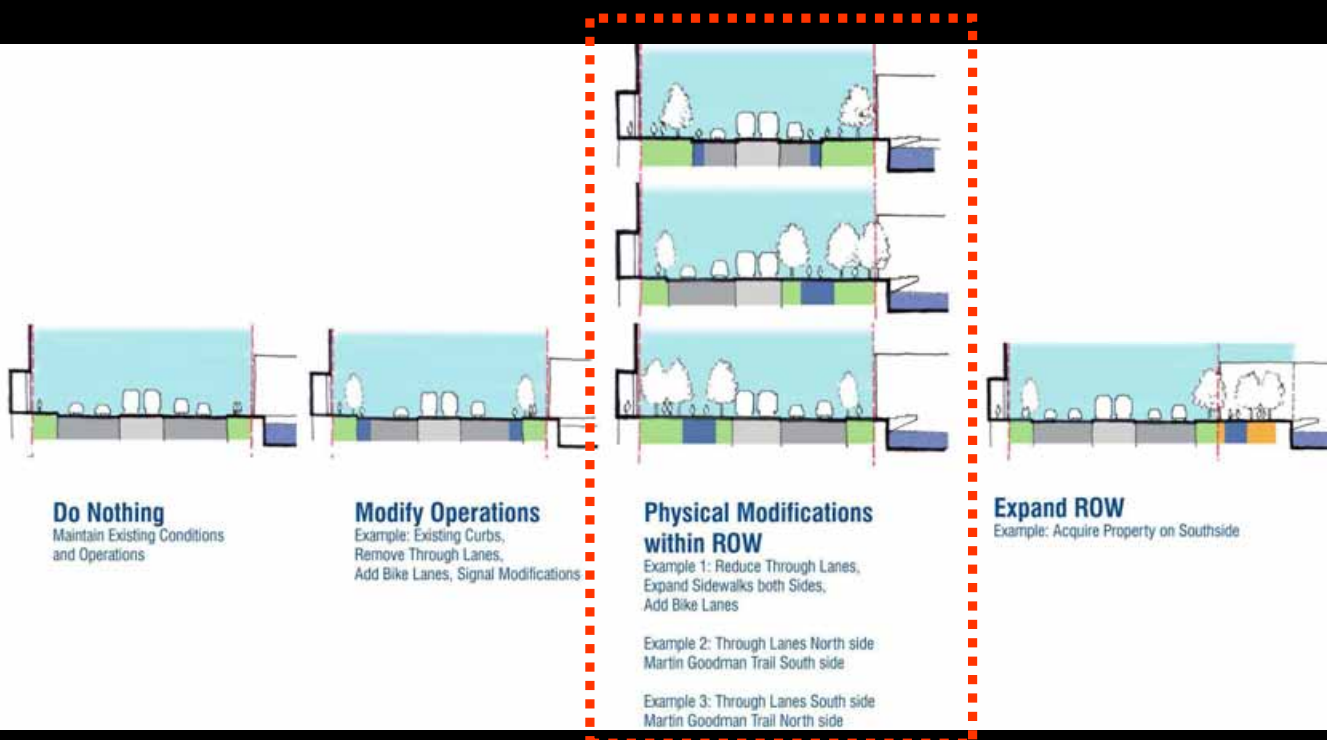 Do Nothing
Maintain Existing Conditions
and Operations
Modify Operations
Example: Existing Curbs,
Remove Through Lanes,
Add Bike Lanes, Signal Modifications
Physical Modifications
within ROW
Example 1: Reduce Through Lanes,
Expand Sidewalks both Sides,
Add Bike Lanes
Example 2: Through Lanes North side
Martin Goodman Trail South side
Example 3: Through Lanes South side
Martin Goodman Trail North side
Expand ROW
Example: Acquire Property on Southside